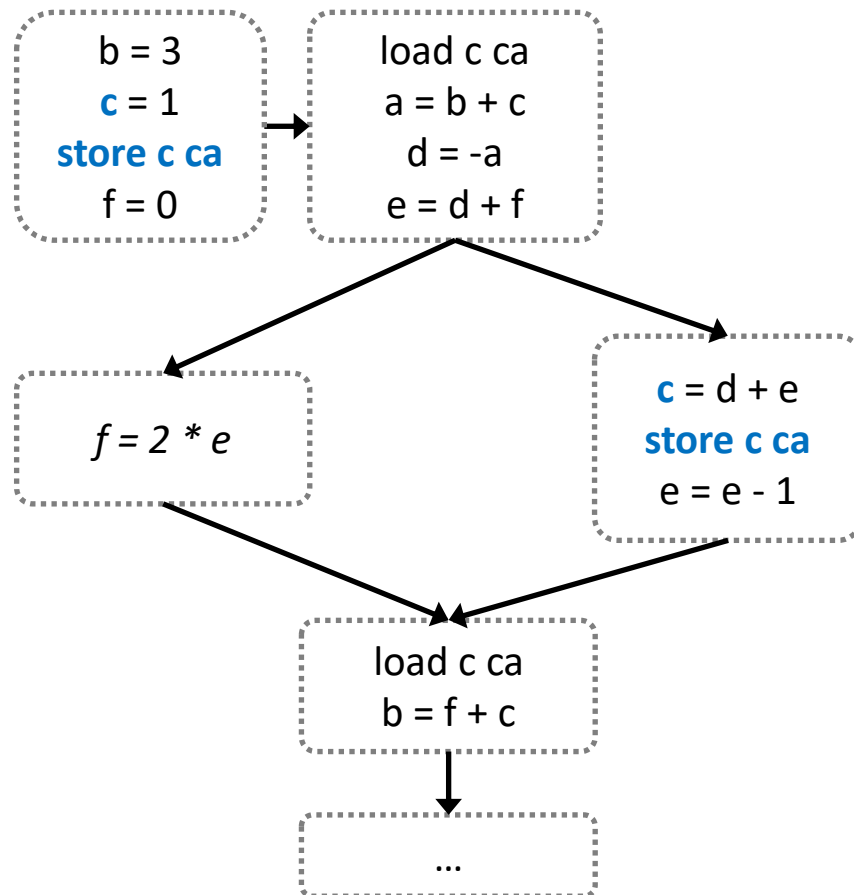 b = 3
c = 1
store c ca
f = 0
load c ca
a = b + c
d = -a
e = d + f
f = 2 * e
c = d + e
store c ca
e = e - 1
load c ca
b = f + c
...